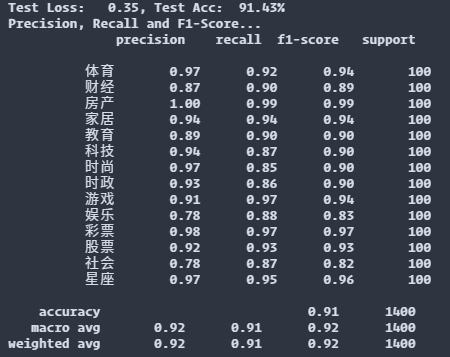 Test Loss:   0.35, Test Acc:  91.43%
Precision, Recall and F1-Score...
precision    recall  f1-score   support
体育       0.97      0.92      0.94       100
财经       0.87      0.90      0.89       100
房产       1.00      0.99      0.99       100
家居       0.94      0.94      0.94       100
教育       0.89      0.90      0.90       100
科技       0.94      0.87      0.90       100
时尚       0.97      0.85      0.90       100
时政       0.93      0.86      0.90       100
游戏       0.91      0.97      0.94       100
娱乐       0.78      0.88      0.83       100
彩票       0.98      0.97      0.97       100
股票       0.92      0.93      0.93       100
社会       0.78      0.87      0.82       100
星座       0.97      0.95      0.96       100
accuracy                           0.91      1400
macro avg       0.92      0.91      0.92      1400
weighted avg       0.92      0.91      0.92      1400